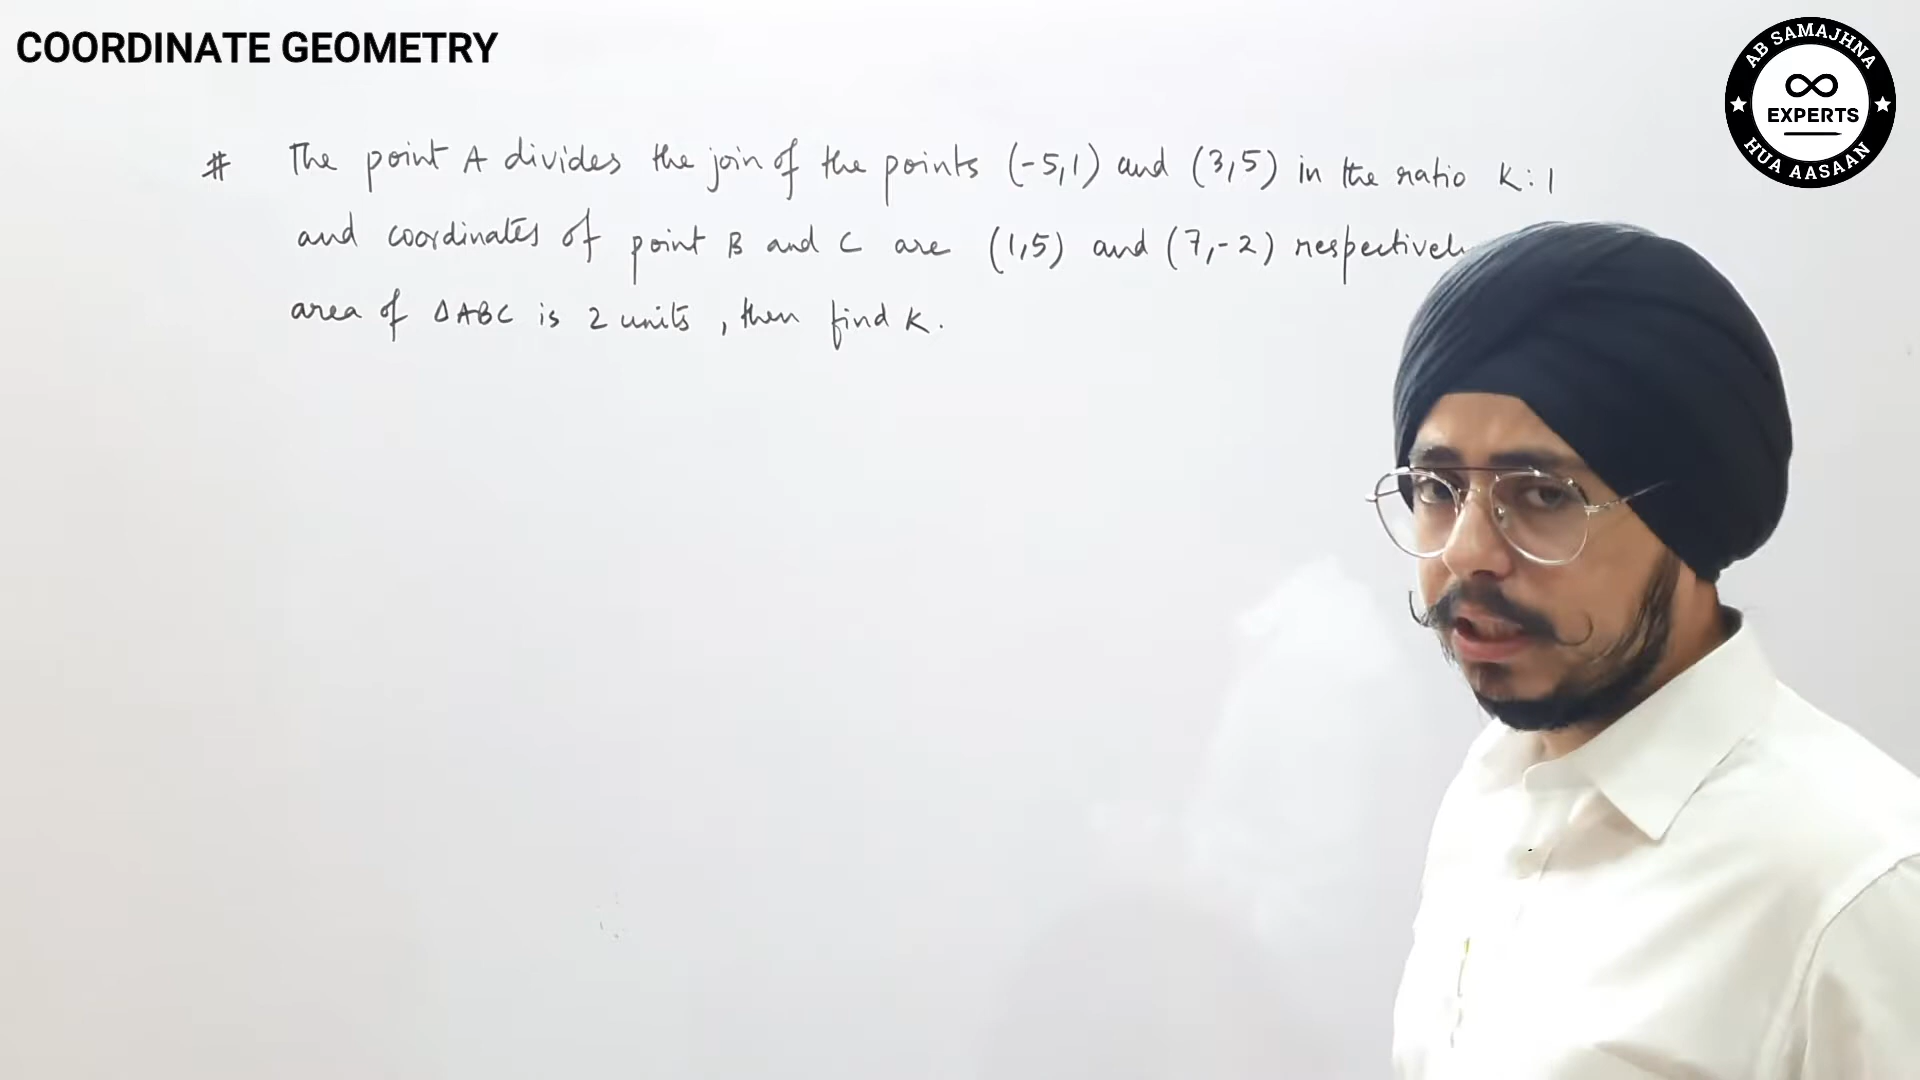 COORDINATE GEOMETRY
AB SAMAJHNA
EXPERTS
HUA AASAAN
# The point A divides the join of the points (-5,1) and (3,5) in the ratio K:1
and coordinates of point B and C are (1,5) and (7,-2)
area of ΔABC is 2 units, then find K.